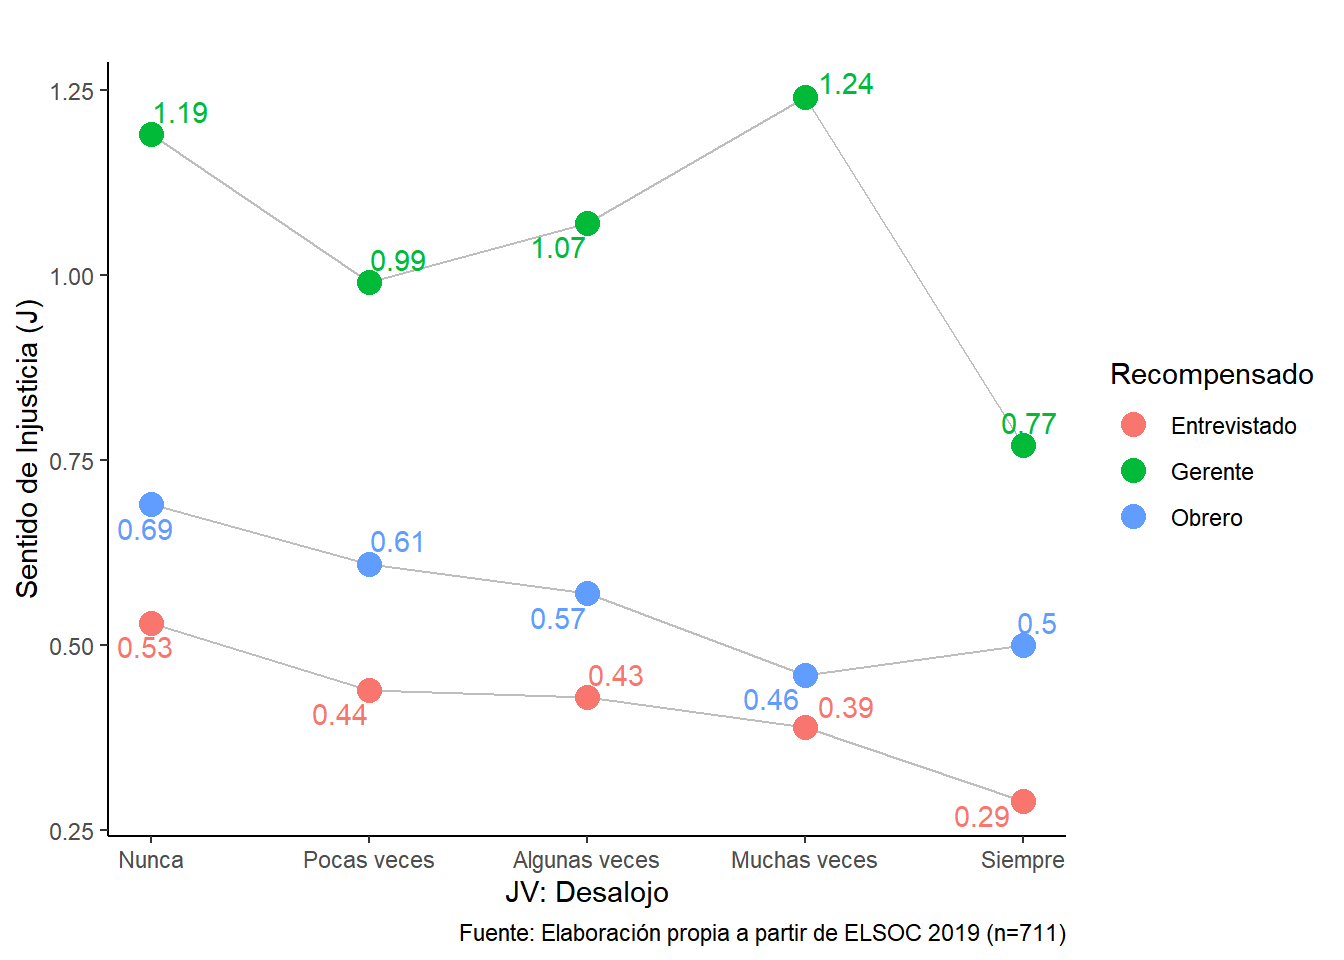 1.25
1.00
0.75
0.50
0.25
Sentido de Injusticia (J)
1.19
0.99
1.07
1.24
0.77
0.69
0.61
0.57
0.46
0.5
0.53
0.44
0.43
0.39
0.29
Nunca
Pocas veces
Algunas veces
Muchas veces
Siempre
JV: Desalojo
Fuente: Elaboración propia a partir de ELSOC 2019 (n=711)
Recompensado
Entrevistado
Gerente
Obrero